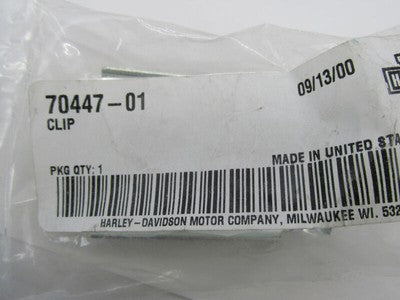 09/13/00
70447-01
CLIP
PKG QTY: 1
MADE IN UNITED STA
HARLEY-DAVIDSON MOTOR COMPANY, MILWAUKEE WI. 532